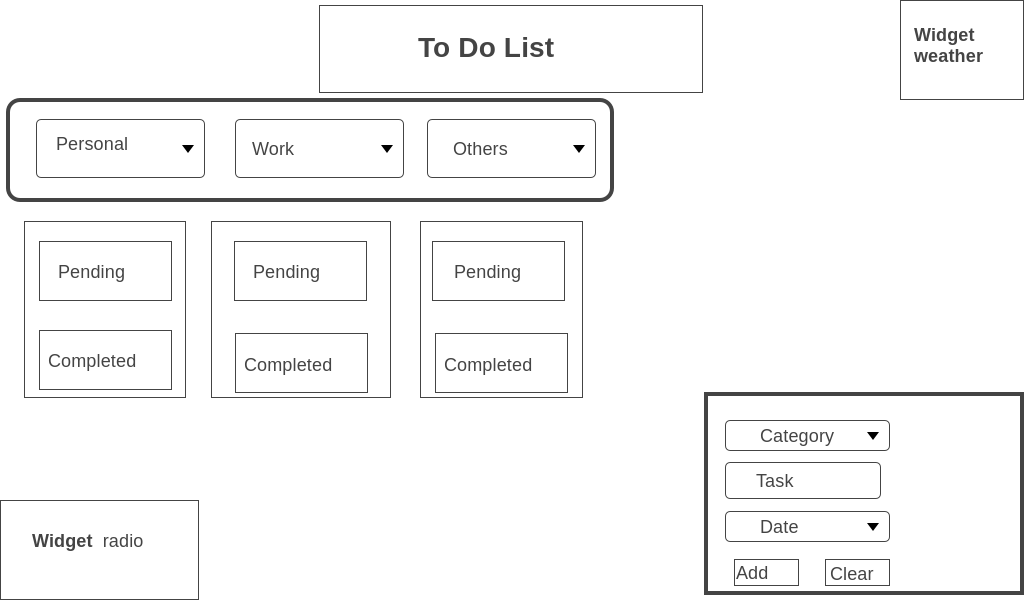 To Do List
Widget
weather
Personal
Work
Others
Pending
Pending
Pending
Completed
Completed
Completed
Category
Task
Date
Add
Clear
Widget radio